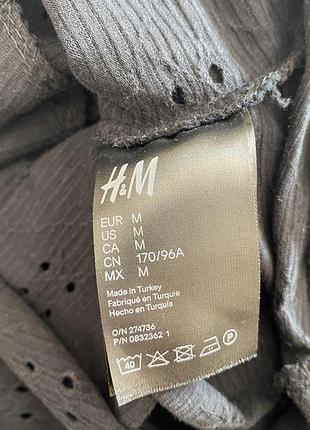 H&M
EUR M
US M
CA M
CN 170/96A
MX M
Made in Turkey
Fabriqué en Turquie
Hecho en Turquía
O/N 274736
P/N 0832362 1
40 P